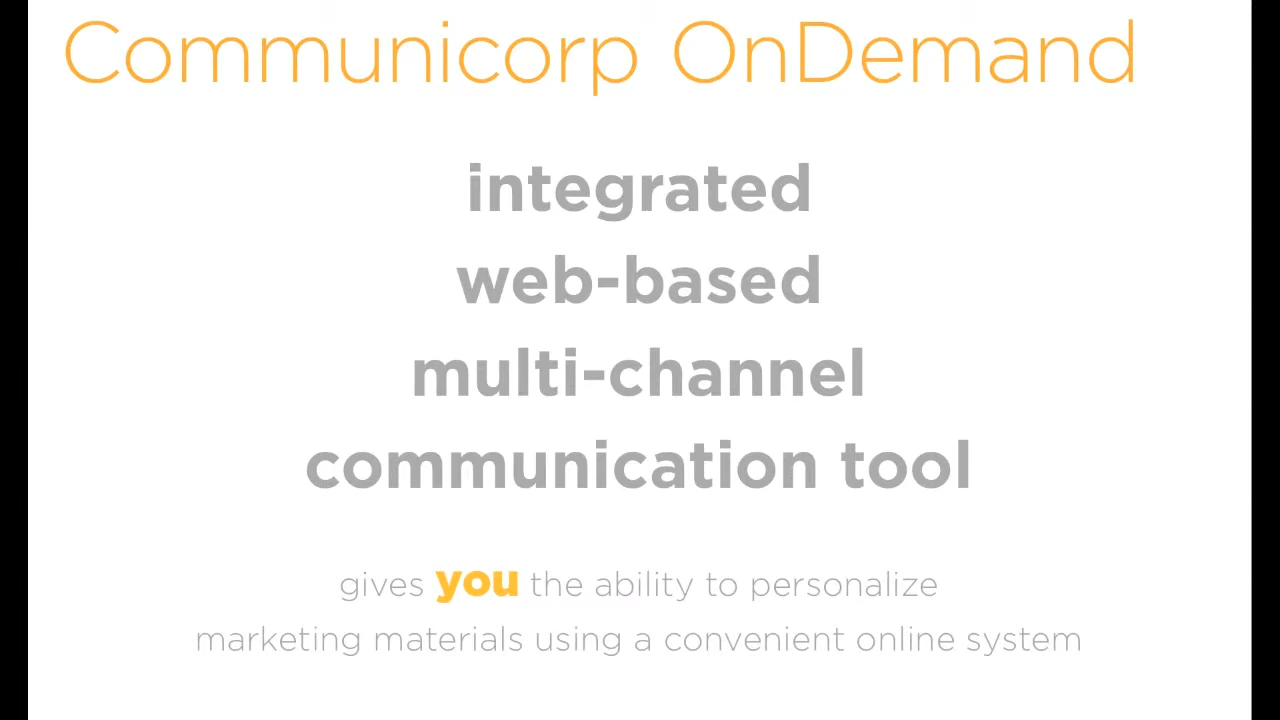 Communicorp OnDemand
integrated
web-based
multi-channel
communication tool
gives you the ability to personalize
marketing materials using a convenient online system